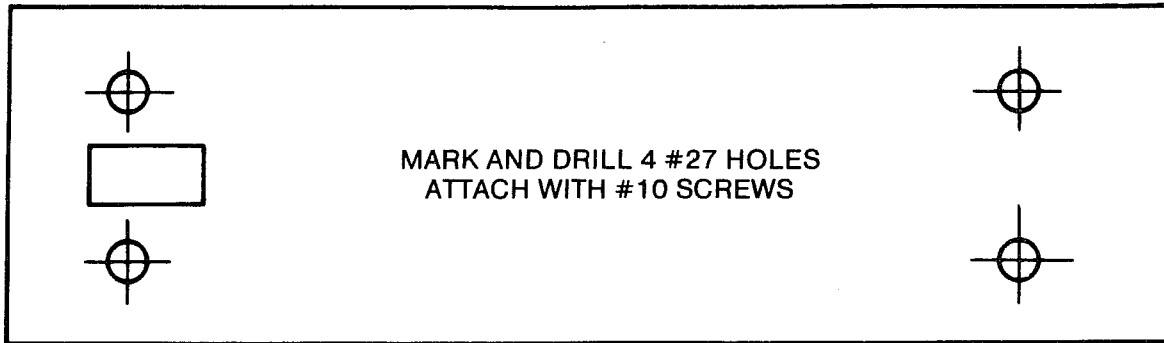 MARK AND DRILL 4 #27 HOLES
ATTACH WITH #10 SCREWS